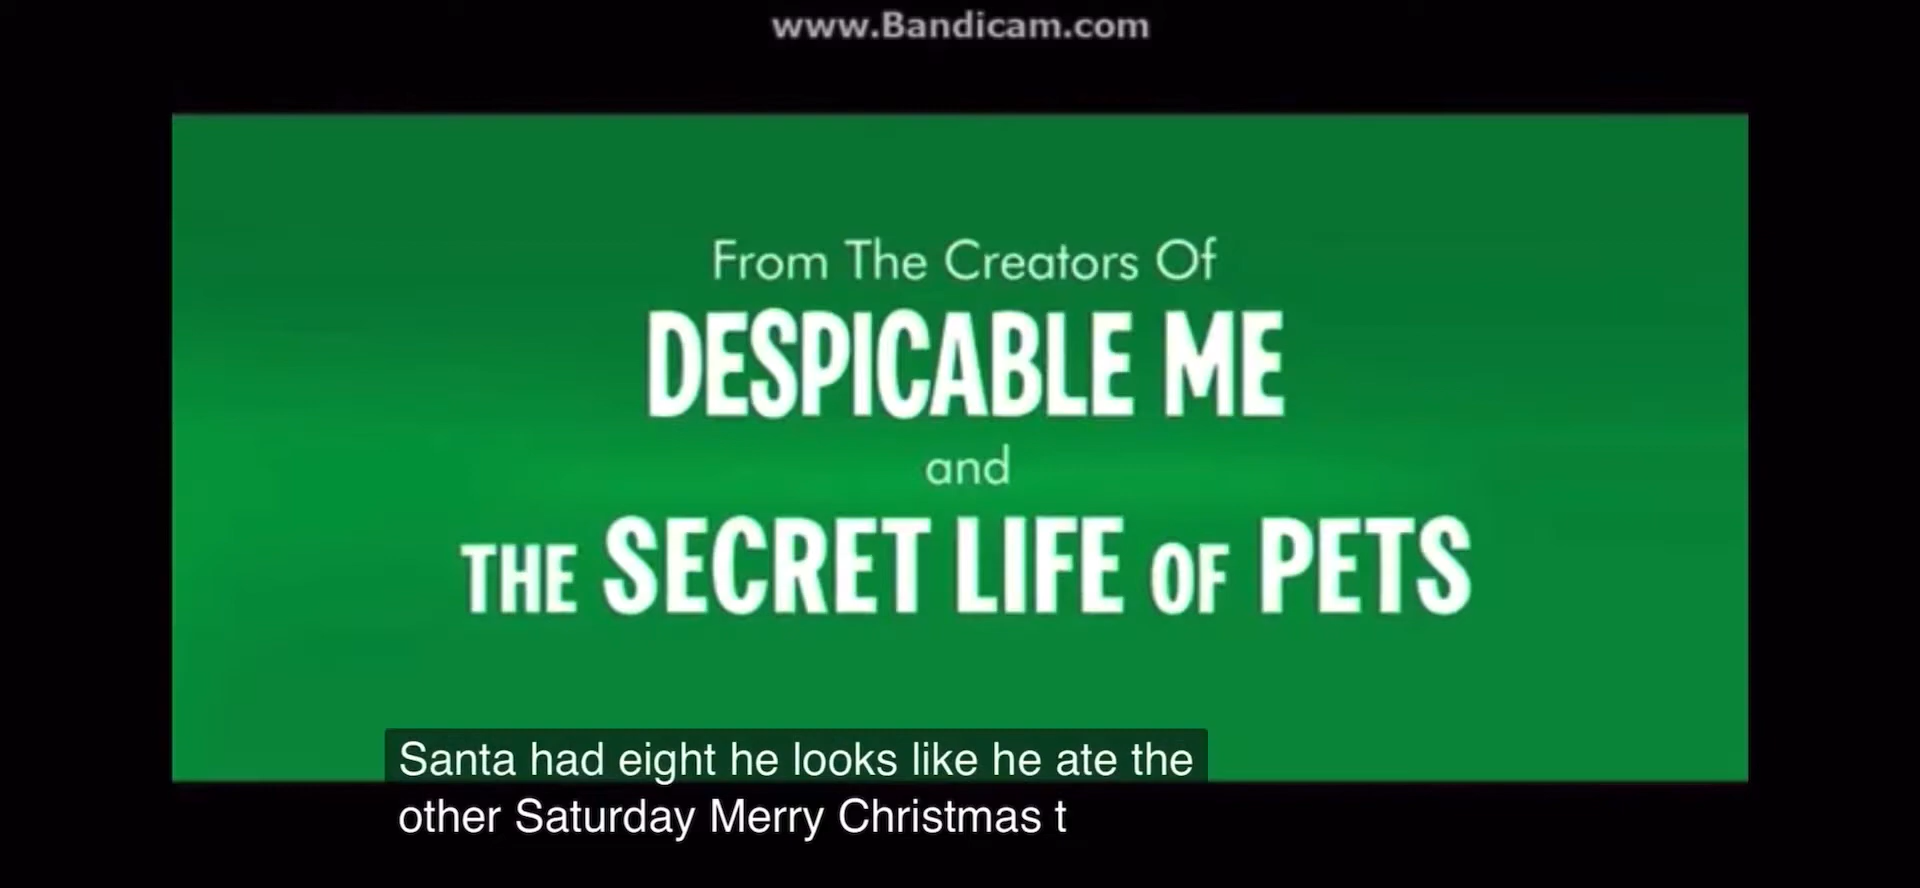 www.Bandicam.com
From The Creators Of
DESPICABLE ME
and
THE SECRET LIFE OF PETS
Santa had eight he looks like he ate the
other Saturday Merry Christmas t